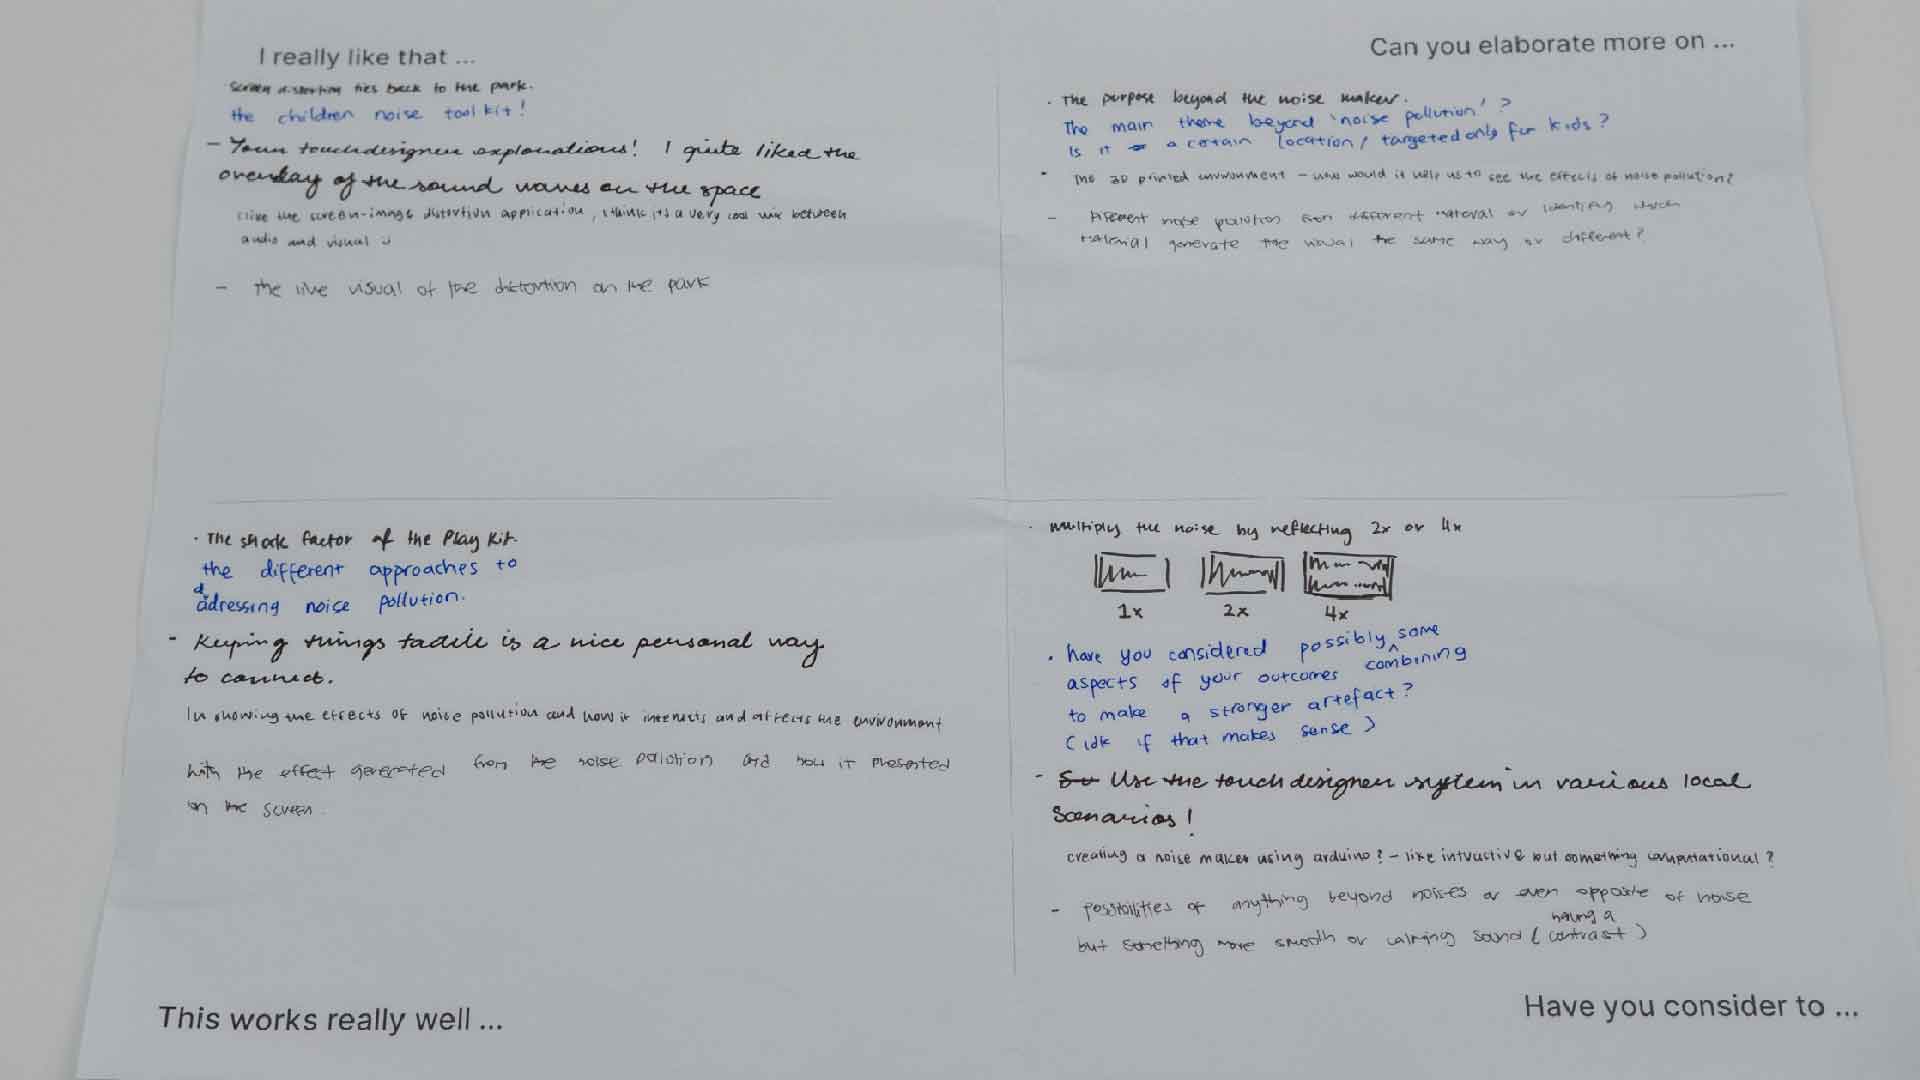 I really like that ...
Screen distortion ties back to the park.
the children noise tool kit!
- Your touchdesigner explorations! I quite liked the
overlay of the sound waves on the space
i like the screen-image distortion application, i think its a very cool mix between
audio and visual
- the live visual of the distortion on the park
Can you elaborate more on ...
. The purpose beyond the noise maker.
The main theme beyond 'noise pollution'?
Is it a certain location / targeted only for kids?
the 3D printed environment - how would it help us to see the effects of noise pollution?
- different noise pollution from different material or identify which
material generate the visual the same way or different?
· The shock factor of the Play Kit.
the different approaches to
adressing noise pollution.
- Keeping things tactile is a nice personal way
to connect.
In showing the effects of noise pollution and how it interacts and affects the environment
with the effect generated from the noise pollution and how it presented
on the screen.
This works really well ...
· multiply the noise by reflecting 2x or 4x
1x 2x 4x
. have you considered possibly combining some
aspects of your outcomes
to make a stronger artefact?
(idk if that makes sense)
- So Use the touchdesigner system in various local
scenarios!
creating a noise maker using arduino? - like but something computational?
- possibilities of anything beyond noises or even opposite of noise
but something more smooth or calming sound (having a contrast)
Have you consider to ...